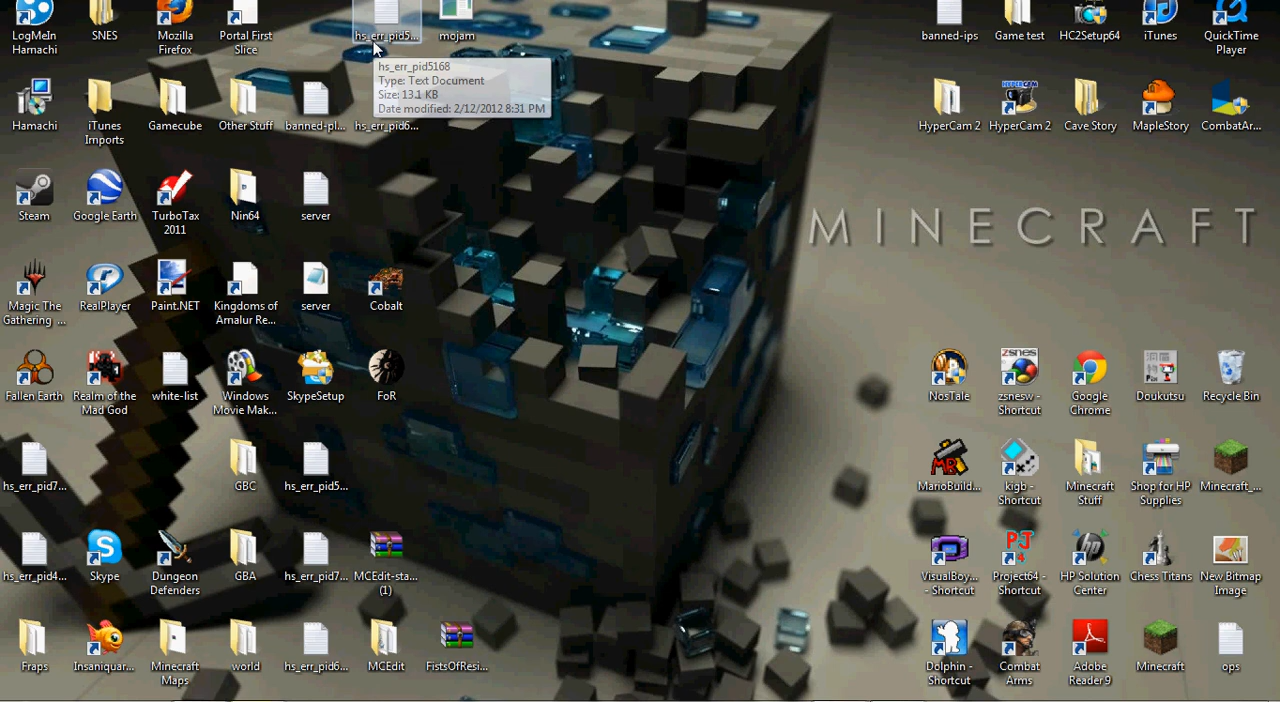 LogMeIn
Hamachi
SNES
Mozilla
Firefox
Portal First
Slice
hs_err_pid5...
mojam
banned-ips
Game test
HC2Setup64
iTunes
QuickTime
Player
hs_err_pid5168
Type: Text Document
Size: 13.1 KB
Date modified: 2/12/2012 8:31 PM
Hamachi
iTunes
Imports
Gamecube
Other Stuff
banned-pl...
hs_err_pid6...
HyperCam 2
HYPERCAM
HyperCam 2
Cave Story
MapleStory
CombatAr...
MINECRAFT
Steam
Google Earth
TurboTax
2011
Nin64
server
Magic The
Gathering ...
RealPlayer
Paint.NET
Kingdoms of
Amalur Re...
server
Cobalt
Fallen Earth
Realm of the
Mad God
white-list
Windows
Movie Mak...
SkypeSetup
FoR
NosTale
zsnes
zsnesw -
Shortcut
Google
Chrome
Doukutsu
Recycle Bin
hs_err_pid7...
GBC
hs_err_pid5...
MarioBuild...
kigb -
Shortcut
Minecraft
Stuff
Shop for HP
Supplies
Minecraft_...
hs_err_pid4...
Skype
Dungeon
Defenders
GBA
hs_err_pid7...
MCEdit-sta...
(1)
VisualBoy...
- Shortcut
PJ
64
Project64 -
Shortcut
hp
HP Solution
Center
Chess Titans
New Bitmap
Image
Fraps
Insaniquar...
Minecraft
Maps
world
hs_err_pid6...
MCEdit
FistsOfResi...
Dolphin -
Shortcut
Combat
Arms
Adobe
Reader 9
Minecraft
ops